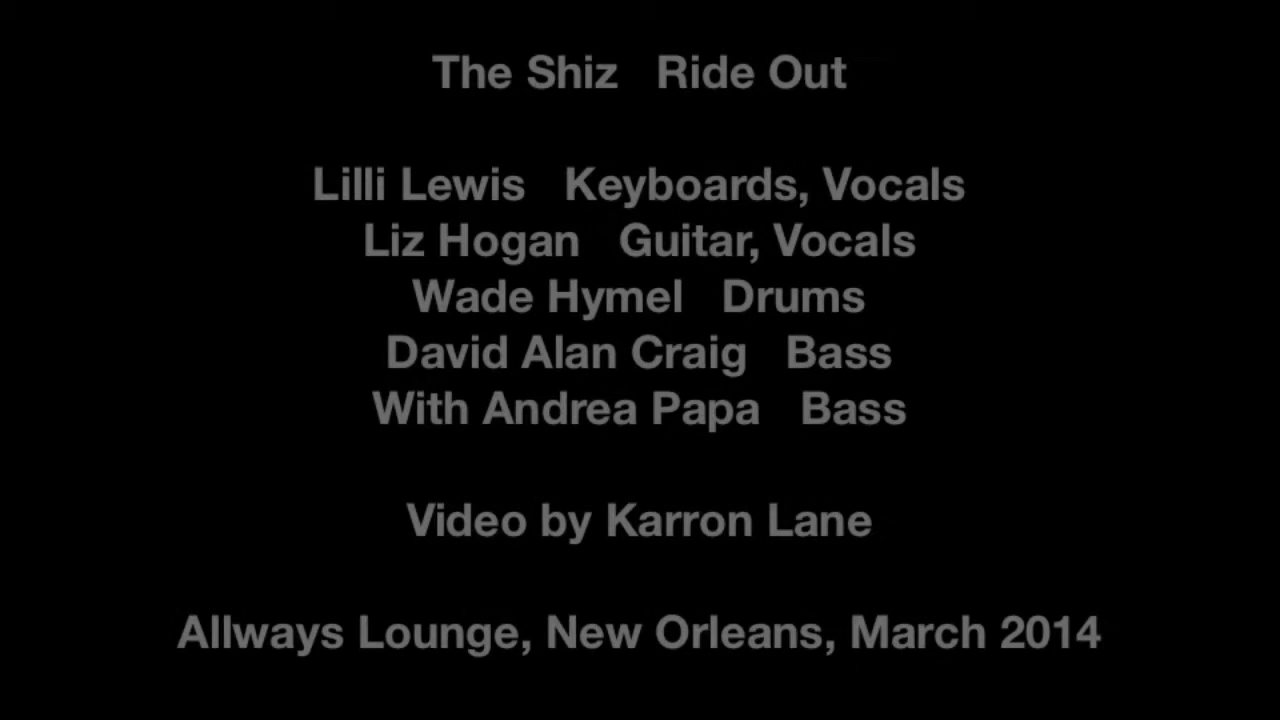 The Shiz Ride Out
Lilli Lewis Keyboards, Vocals
Liz Hogan Guitar, Vocals
Wade Hymel Drums
David Alan Craig Bass
With Andrea Papa Bass
Video by Karron Lane
Allways Lounge, New Orleans, March 2014